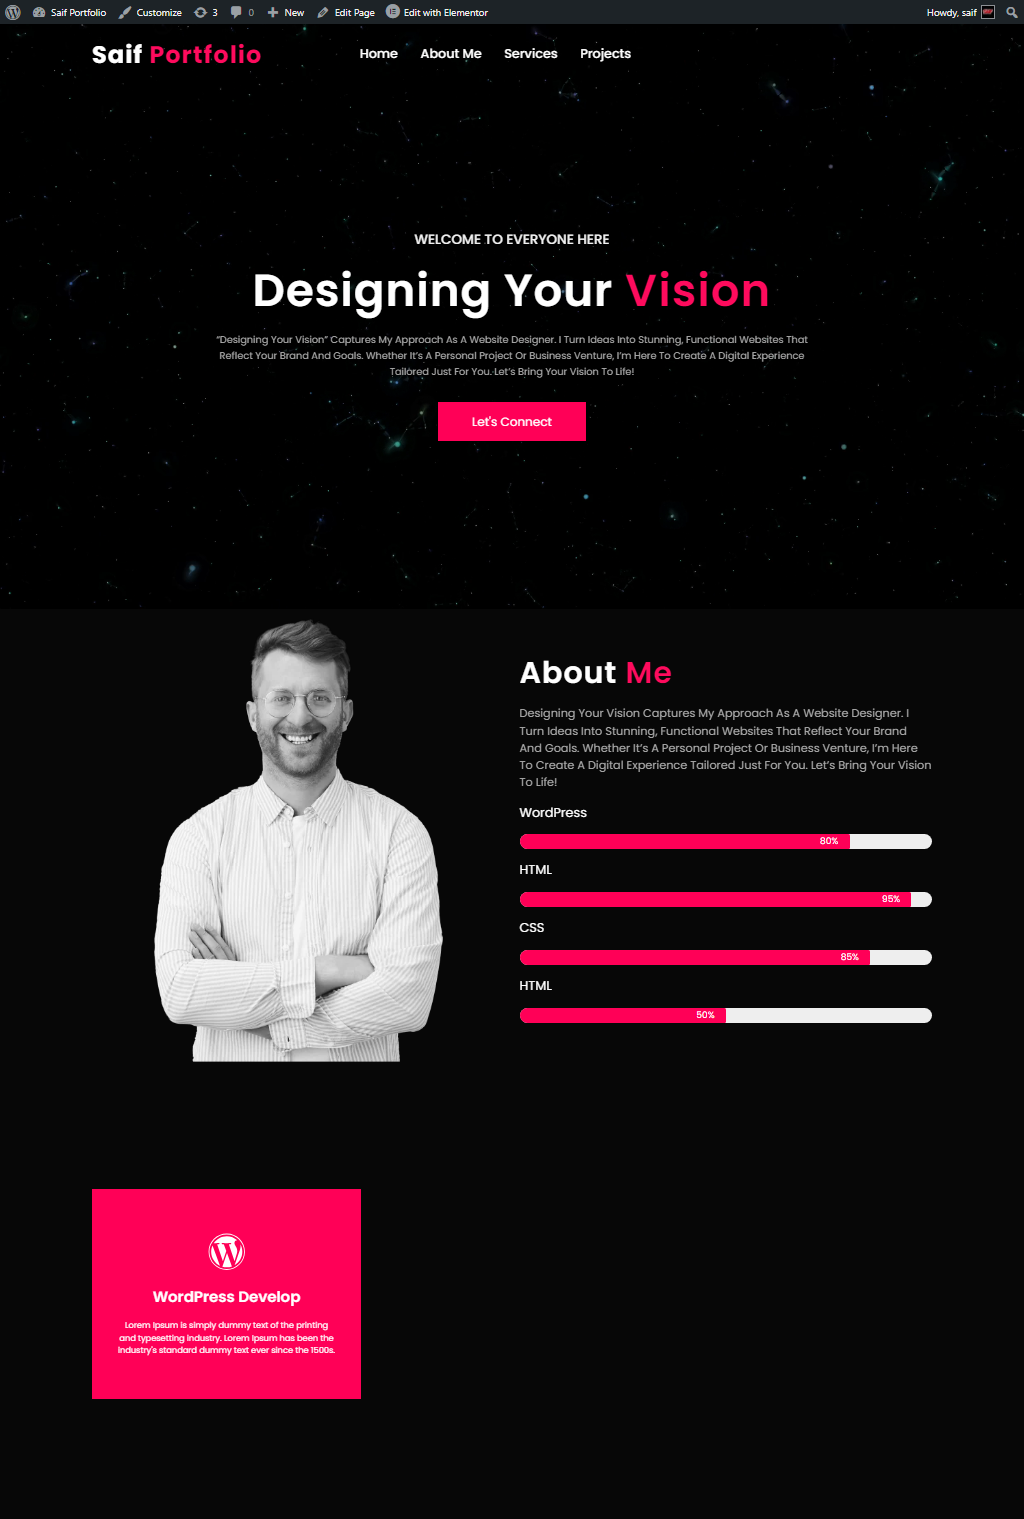 Saif Portfolio Customize 3 0 New Edit Page Edit with Elementor Howdy, saif
Saif Portfolio Home About Me Services Projects
WELCOME TO EVERYONE HERE
Designing Your Vision
“Designing Your Vision” Captures My Approach As A Website Designer. I Turn Ideas Into Stunning, Functional Websites That
Reflect Your Brand And Goals. Whether It’s A Personal Project Or Business Venture, I’m Here To Create A Digital Experience
Tailored Just For You. Let’s Bring Your Vision To Life!
Let's Connect
About Me
Designing Your Vision Captures My Approach As A Website Designer. I
Turn Ideas Into Stunning, Functional Websites That Reflect Your Brand
And Goals. Whether It’s A Personal Project Or Business Venture, I’m Here
To Create A Digital Experience Tailored Just For You. Let’s Bring Your Vision
To Life!
WordPress
80%
HTML
95%
CSS
85%
HTML
50%
WordPress Develop
Lorem Ipsum is simply dummy text of the printing
and typesetting industry. Lorem Ipsum has been the
industry's standard dummy text ever since the 1500s.